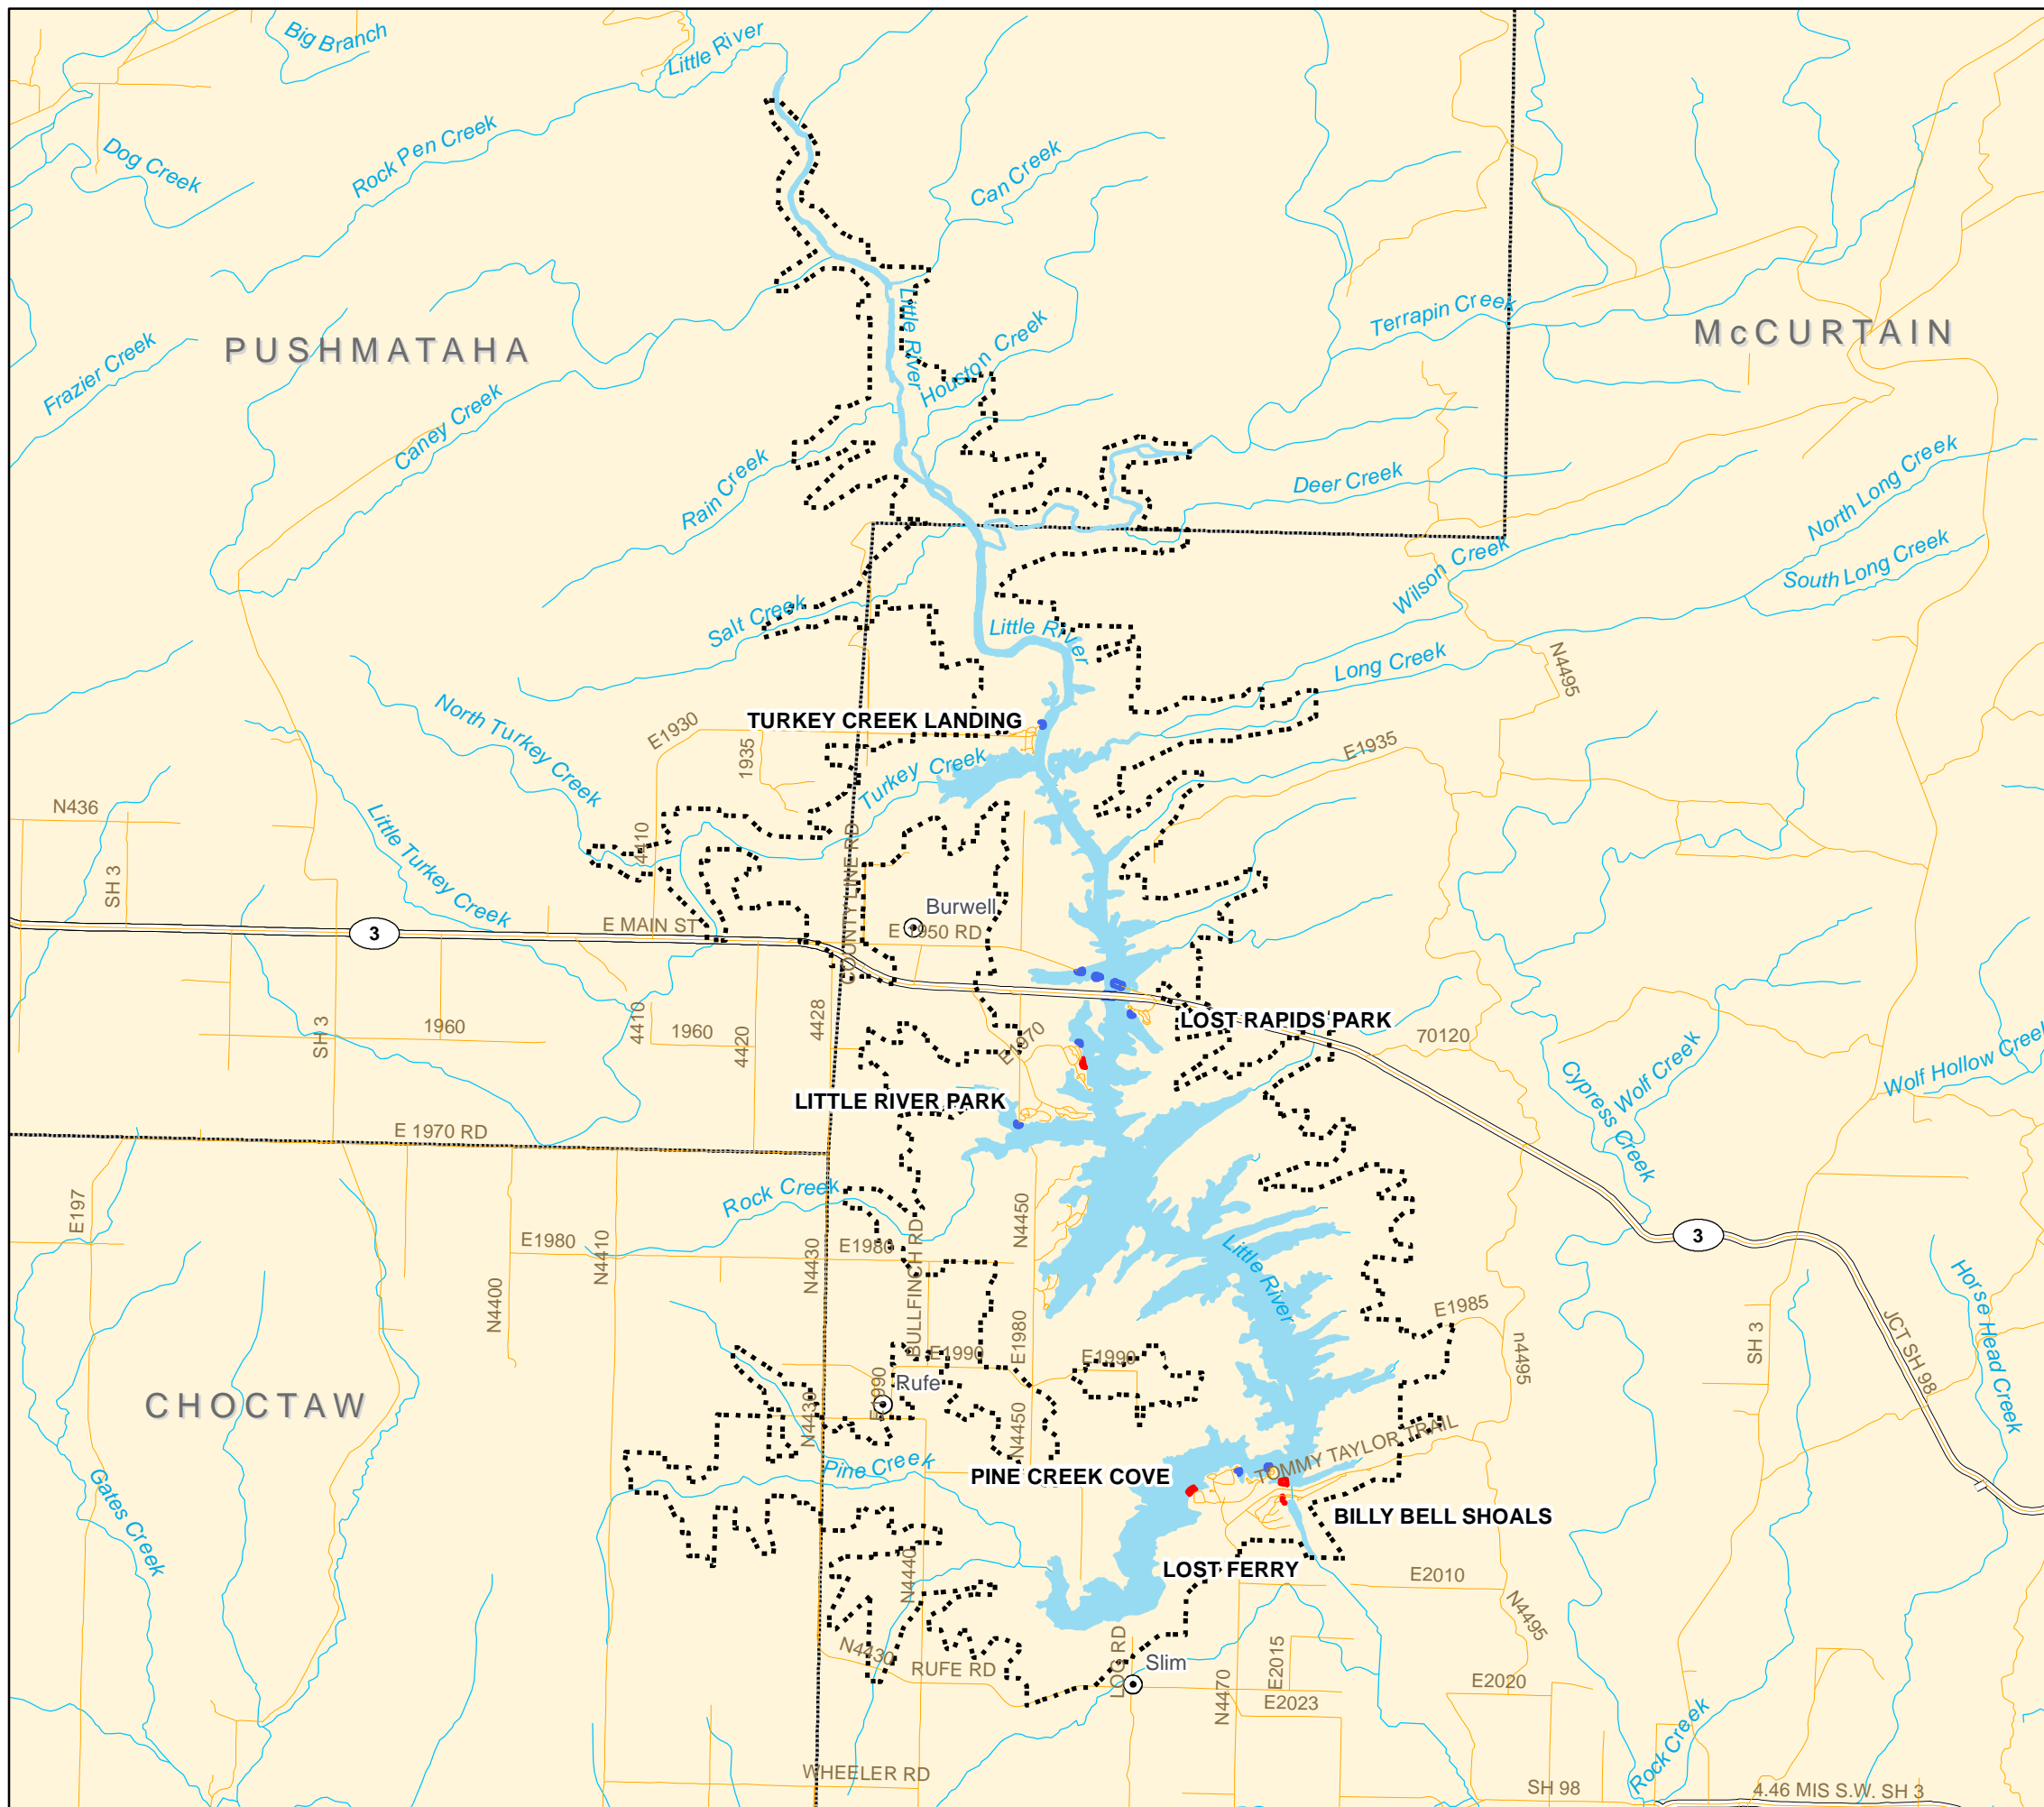 Big Branch
Little River
Dog Creek
Rock Pen Creek
Can Creek
Little River
Terrapin Creek
PUSHMATAHA
McCURTAIN
Frazier Creek
Houston Creek
Caney Creek
Rain Creek
Deer Creek
North Long Creek
Wilson Creek
South Long Creek
Salt Creek
Little River
Long Creek
N4495
North Turkey Creek
E1930
TURKEY CREEK LANDING
1935
Turkey Creek
E1935
N436
Little Turkey Creek
4410
SH 3
COUNTY LINE RD
Burwell
3
E MAIN ST
E 1950 RD
SH 3
1960
4410
1960
4420
4428
E1970
LOST RAPIDS PARK
70120
Cypress Creek
Wolf Creek
Wolf Hollow Creek
LITTLE RIVER PARK
E 1970 RD
Rock Creek
E197
N4450
E1980
N4410
N4430
E1980
BULLFINCH RD
Little River
3
N4400
Horse Head Creek
E1985
JCT SH 98
SH 3
n4495
E1980
E1990
E1990
Rufe
E1990
CHOCTAW
N4430
N4450
TOMMY TAYLOR TRAIL
Pine Creek
PINE CREEK COVE
Gates Creek
BILLY BELL SHOALS
N4440
LOST FERRY
E2010
N4495
N4430
RUFE RD
LOG RD
Slim
N4470
E2015
E2020
E2023
Rock Creek
WHEELER RD
SH 98
4.46 MIS S.W. SH 3